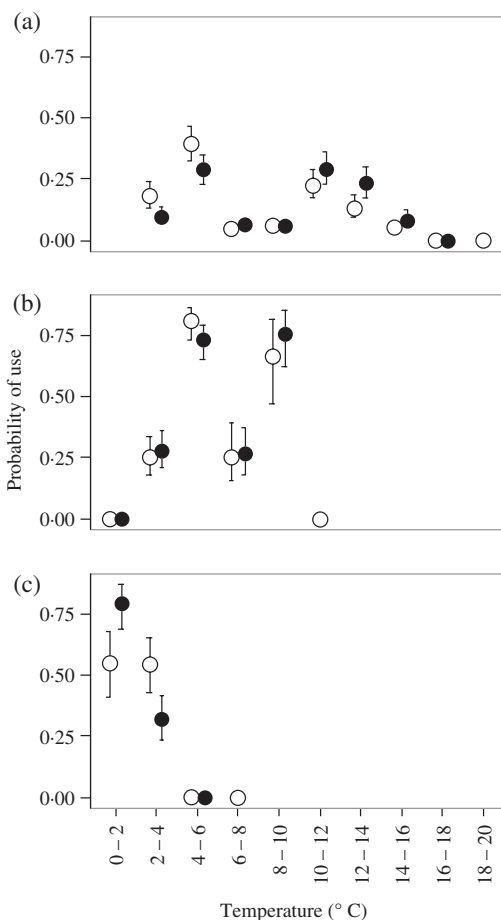 (a)
0·75
0·50
0·25
0·00
(b)
0·75
0·50
0·25
0·00
Probability of use
(c)
0·75
0·50
0·25
0·00
0 – 2
2 – 4
4 – 6
6 – 8
8 – 10
10 – 12
12 – 14
14 – 16
16 – 18
18 – 20
Temperature (° C)